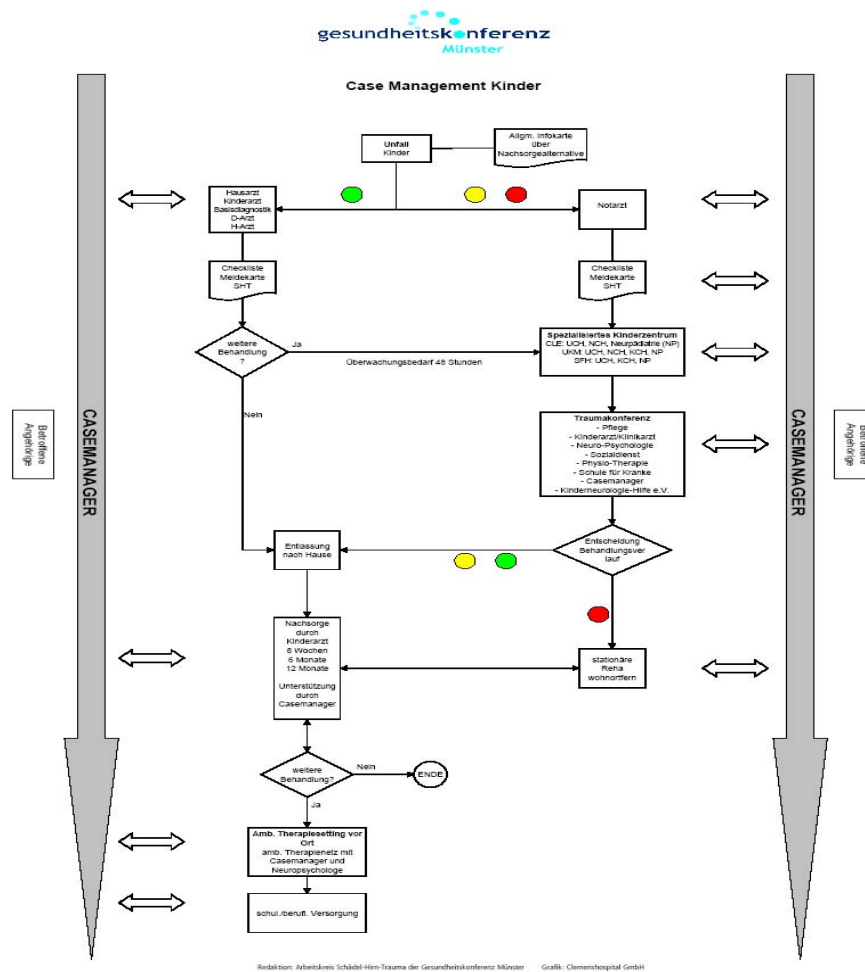 gesundheitskonferenz
Münster
Case Management Kinder
Unfall
Kinder
Allgm. Infokarte
über
Nachsorgealternative
Hausarzt
Kinderarzt
Basisdiagnostik
D-Arzt
H-Arzt
Notarzt
Checkliste
Meldekarte
SHT
Checkliste
Meldekarte
SHT
weitere
Behandlung
?
Ja
Überwachungsbedarf 48 Stunden
Nein
Spezialisiertes Kinderzentrum
CLE: UCH, NCH, Neuropädiatrie (NP)
UKM: UCH, NCH, KCH, NP
SFH: UCH, KCH, NP
Traumakonferenz
- Pflege
- Kinderarzt/Klinikarzt
- Neuro-Psychologie
- Sozialdienst
- Physio-Therapie
- Schule für Kranke
- Casemanager
- Kinderneurologie-Hilfe e.V.
Betroffene
Angehörige
CASEMANAGER
CASEMANAGER
Betroffene
Angehörige
Entlassung
nach Hause
Entscheidung
Behandlungsver
lauf
Nachsorge
durch
Kinderarzt
8 Wochen
6 Monate
12 Monate
Unterstützung
durch
Casemanager
stationäre
Reha
wohnortfern
weitere
Behandlung?
Nein
ENDE
Ja
Amb. Therapiesetting vor
Ort
amb. Therapienetz mit
Casemanager und
Neuropsychologe
schul./berufl. Versorgung
Redaktion: Arbeitskreis Schädel-Hirn-Trauma der Gesundheitskonferenz Münster Grafik: Clemenshospital GmbH